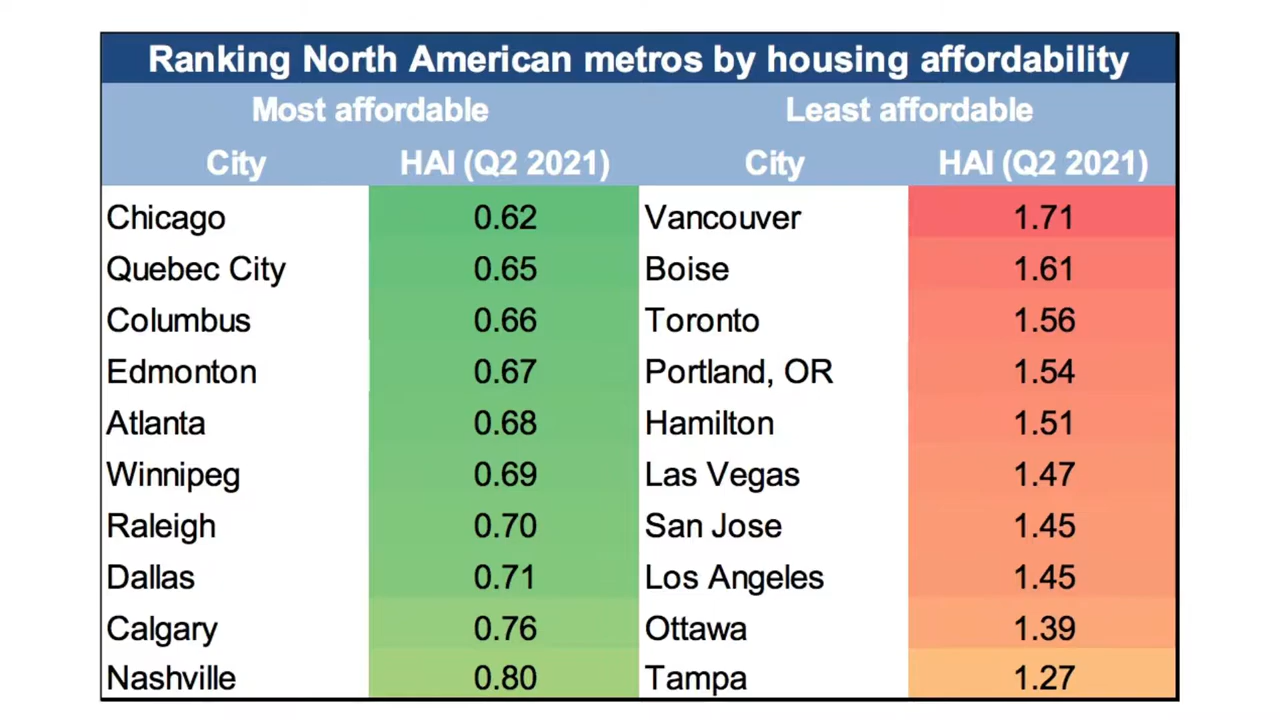 Ranking North American metros by housing affordability
Most affordable Least affordable
City HAI (Q2 2021) City HAI (Q2 2021)
Chicago 0.62 Vancouver 1.71
Quebec City 0.65 Boise 1.61
Columbus 0.66 Toronto 1.56
Edmonton 0.67 Portland, OR 1.54
Atlanta 0.68 Hamilton 1.51
Winnipeg 0.69 Las Vegas 1.47
Raleigh 0.70 San Jose 1.45
Dallas 0.71 Los Angeles 1.45
Calgary 0.76 Ottawa 1.39
Nashville 0.80 Tampa 1.27